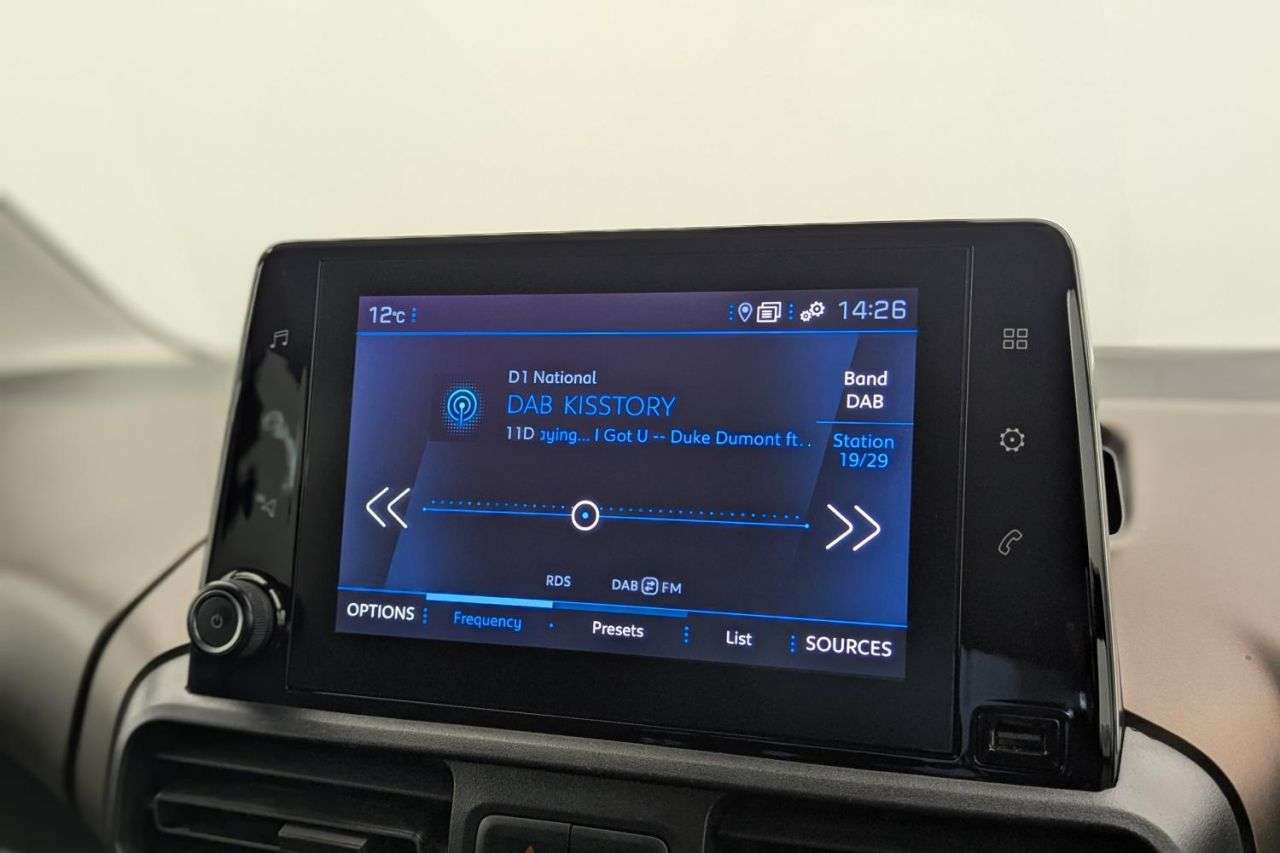 12°C
14:26
D1 National
DAB KISSTORY
11D aying... I Got U -- Duke Dumont ft..
Band
DAB
Station
19/29
RDS DAB FM
OPTIONS Frequency Presets List SOURCES